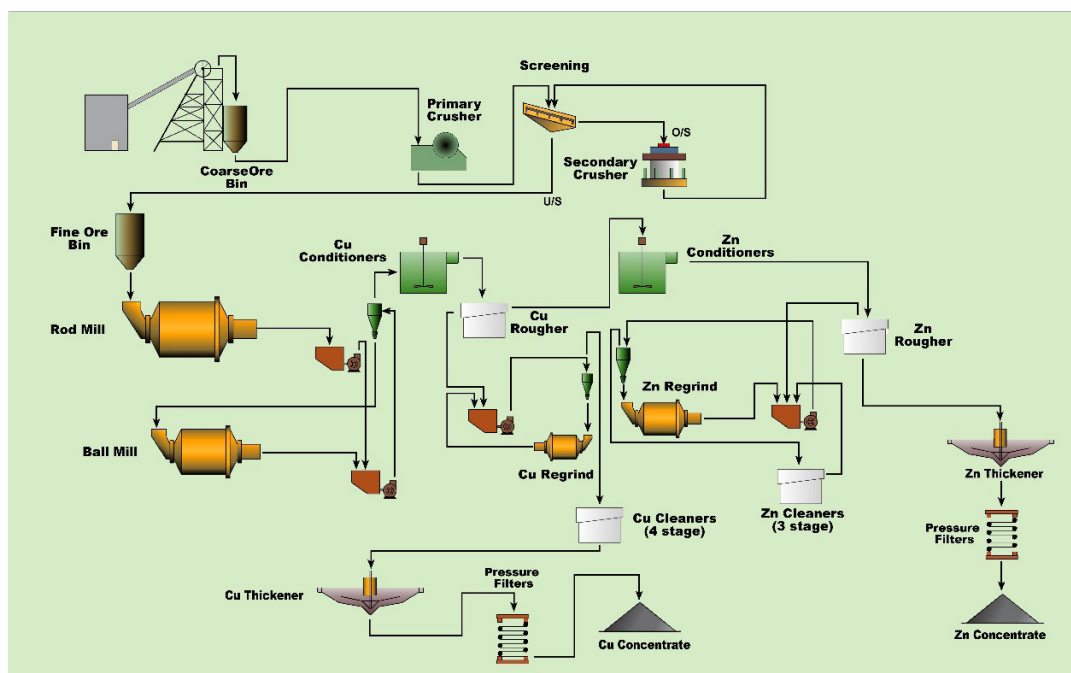 Screening
Primary
Crusher
O/S
CoarseOre
Bin
Secondary
Crusher
U/S
Fine Ore
Bin
Cu
Conditioners
Zn
Conditioners
Rod Mill
Cu
Rougher
Zn
Rougher
Zn Regrind
Ball Mill
Cu Regrind
Zn Thickener
Cu Cleaners
(4 stage)
Zn Cleaners
(3 stage)
Pressure
Filters
Pressure
Filters
Cu Thickener
Cu Concentrate
Zn Concentrate